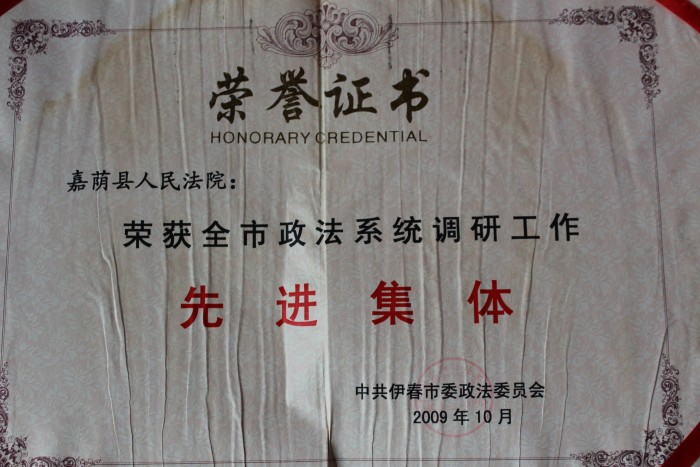 荣誉证书
HONORARY CREDENTIAL
嘉荫县人民法院：
荣获全市政法系统调研工作
先进集体
中共伊春市委政法委员会
2009年10月